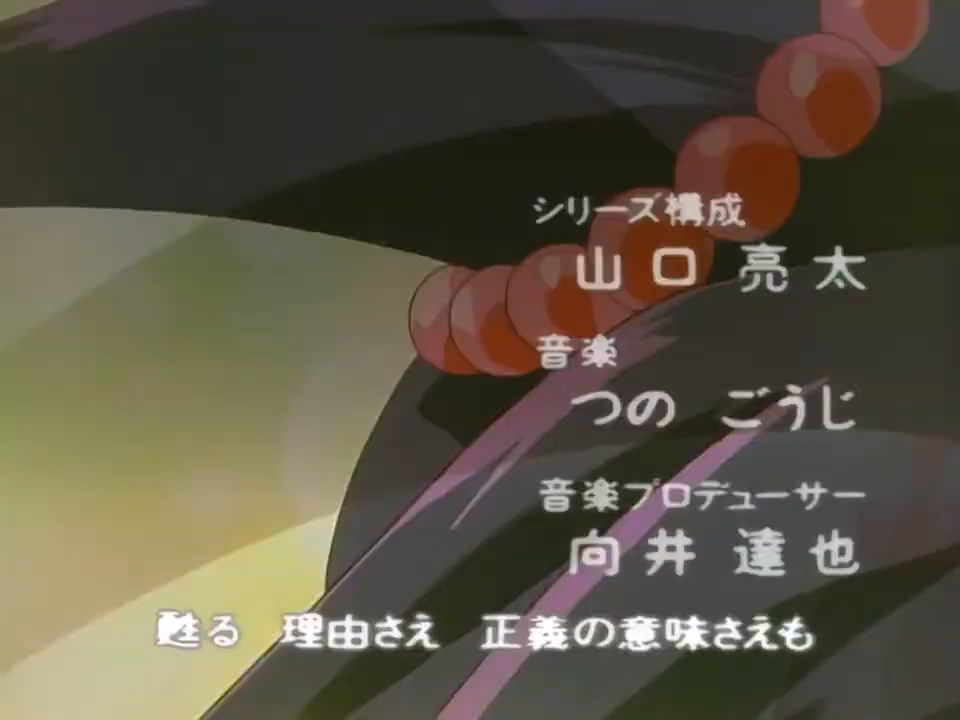 シリーズ構成
山口亮太
音楽
つの ごうじ
音楽プロデューサー
向井 達也
甦る 理由さえ 正義の意味さえも